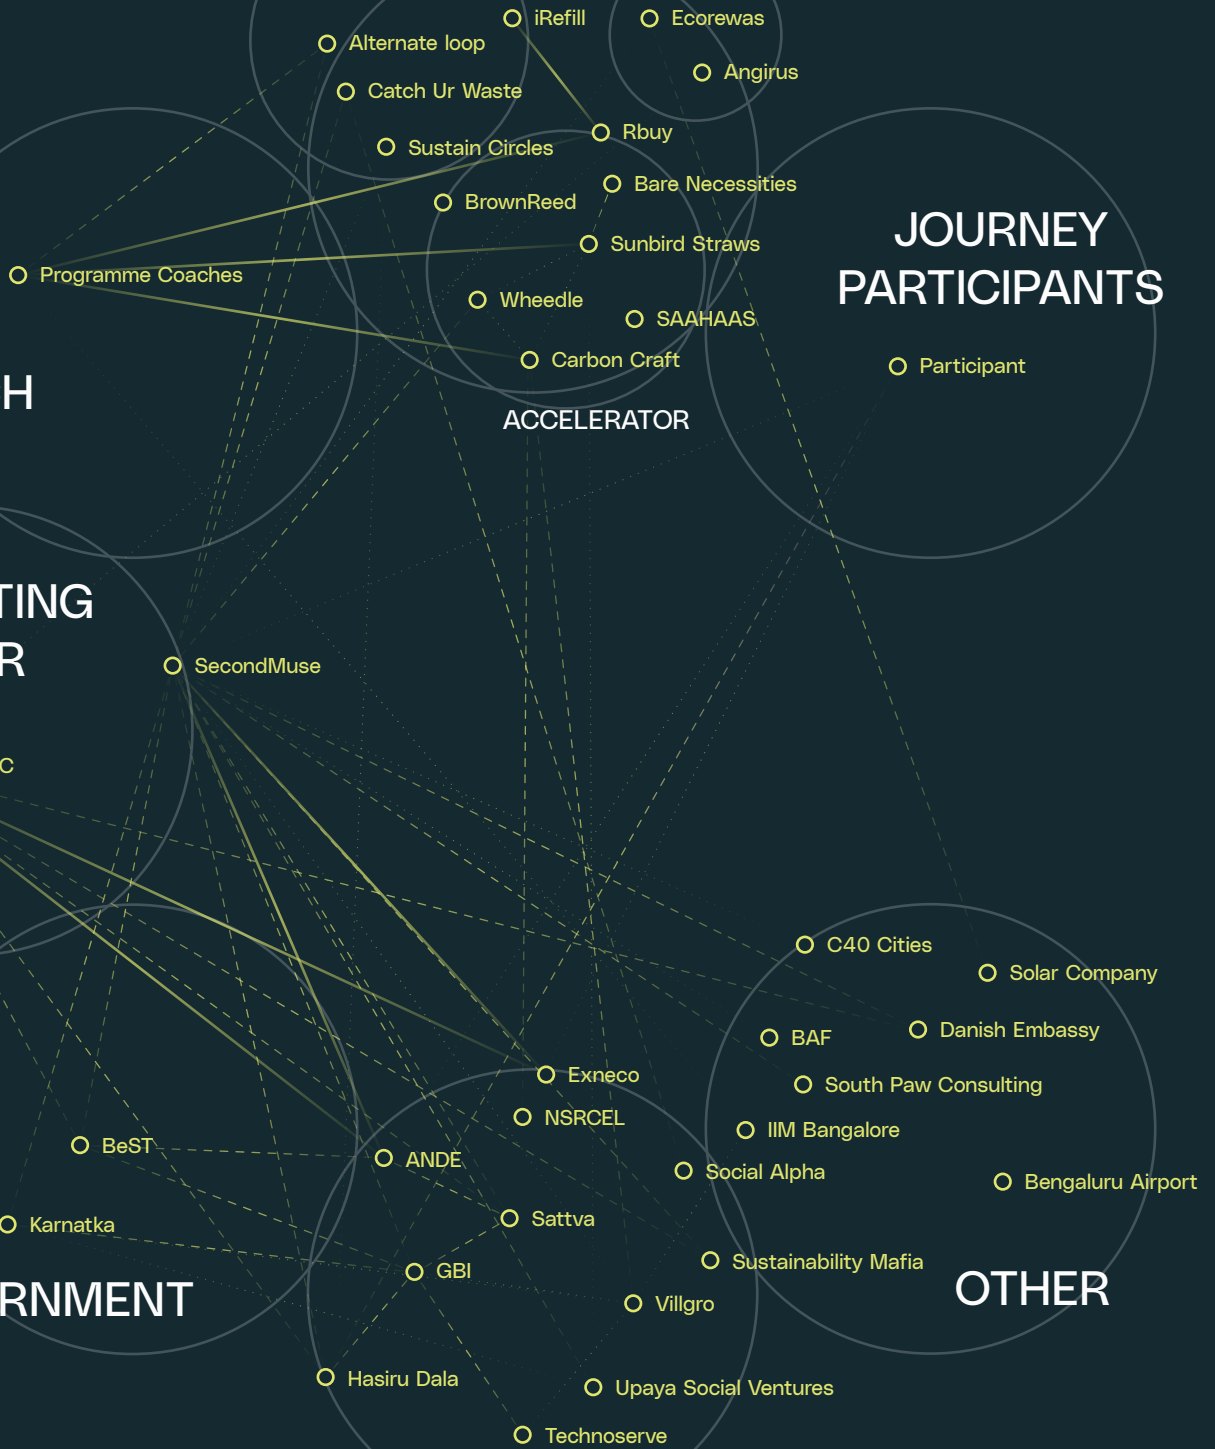 iRefill
Ecorewas
Alternate loop
Angirus
Catch Ur Waste
Rbuy
Sustain Circles
Bare Necessities
BrownReed
JOURNEY
PARTICIPANTS
Sunbird Straws
Programme Coaches
Wheedle
SAAHAAS
Carbon Craft
Participant
H
ACCELERATOR
TING
R
SecondMuse
C
C40 Cities
Solar Company
Danish Embassy
BAF
Exneco
South Paw Consulting
NSRCEL
IIM Bangalore
BeST
ANDE
Social Alpha
Bengaluru Airport
Sattva
Karnatka
Sustainability Mafia
GBI
OTHER
RNMENT
Villgro
Hasiru Dala
Upaya Social Ventures
Technoserve